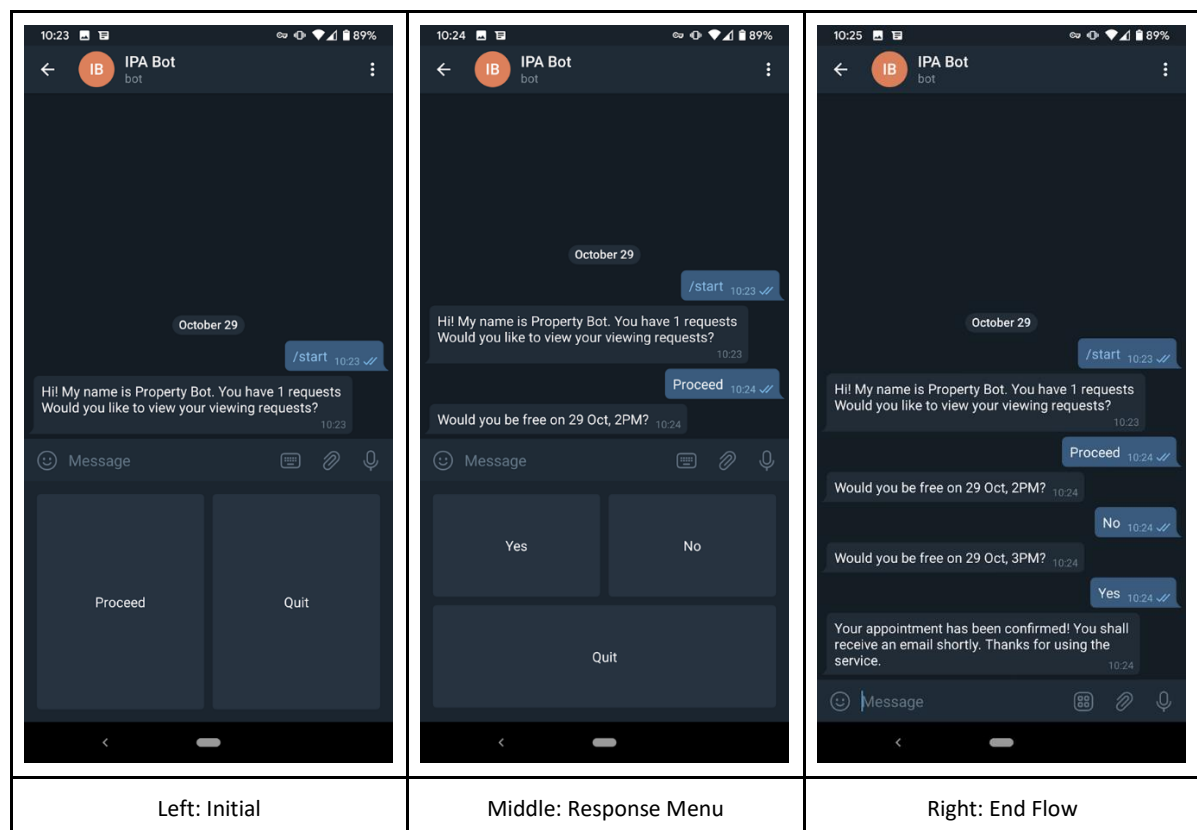 10:23
89%
IB
IPA Bot
bot
October 29
/start 10:23
Hi! My name is Property Bot. You have 1 requests
Would you like to view your viewing requests?
10:23
Message
Proceed
Quit
Left: Initial
10:24
89%
IB
IPA Bot
bot
October 29
/start 10:23
Hi! My name is Property Bot. You have 1 requests
Would you like to view your viewing requests?
10:23
Proceed 10:24
Would you be free on 29 Oct, 2PM? 10:24
Message
Yes
No
Quit
Middle: Response Menu
10:25
89%
IB
IPA Bot
bot
October 29
/start 10:23
Hi! My name is Property Bot. You have 1 requests
Would you like to view your viewing requests?
10:23
Proceed 10:24
Would you be free on 29 Oct, 2PM? 10:24
No 10:24
Would you be free on 29 Oct, 3PM? 10:24
Yes 10:24
Your appointment has been confirmed! You shall
receive an email shortly. Thanks for using the
service. 10:24
Message
Right: End Flow